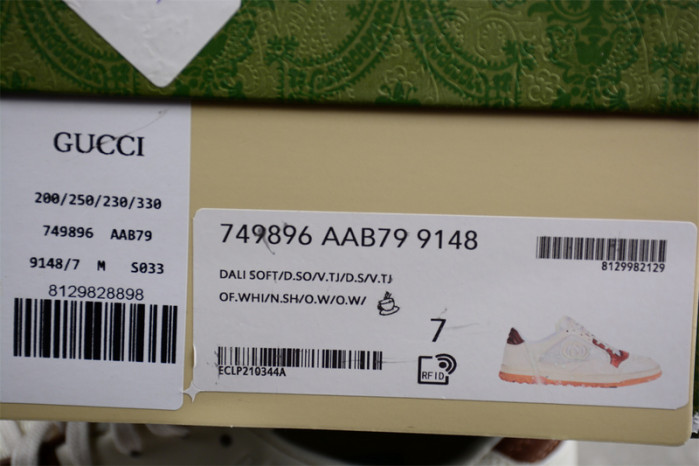 GUCCI
200/250/230/330
749896 AAB79
9148/7 M S033
8129828898
749896 AAB79 9148
8129982129
DALI SOFT/D.SO/V.TJ/D.S/V.TJ
OF.WHI/N.SH/O.W/O.W/
7
RFID
ECLP210344A